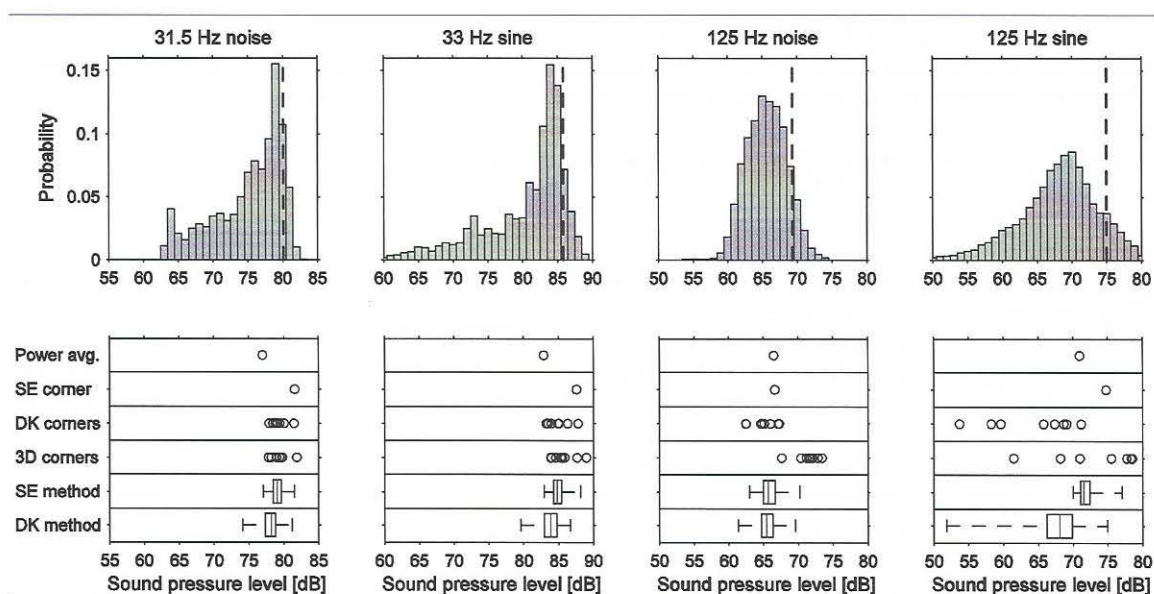 31.5 Hz noise 33 Hz sine 125 Hz noise 125 Hz sine
Probability
0.15
0.1
0.05
0
55 60 65 70 75 80 85 60 65 70 75 80 85 90 50 55 60 65 70 75 80 50 55 60 65 70 75 80
Power avg.
SE corner
DK corners
3D corners
SE method
DK method
55 60 65 70 75 80 85 60 65 70 75 80 85 90 50 55 60 65 70 75 80 50 55 60 65 70 75 80
Sound pressure level [dB] Sound pressure level [dB] Sound pressure level [dB] Sound pressure level [dB]